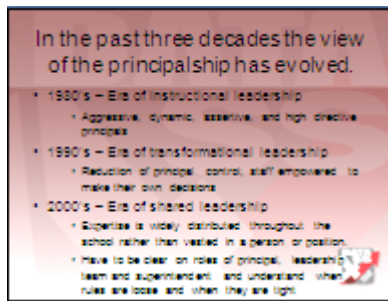 In the past three decades the view
of the principalship has evolved.
• 1980's – Era of instructional leadership
• Aggressive, dynamic, assertive, and high directive
principals
• 1990's – Era of transformational leadership
• Reduction of principal control, staff empowered to
make their own decisions
• 2000's – Era of shared leadership
• Expertise is widely distributed throughout the
school rather than vested in a person or position.
• Have to be clear on roles of principal, leadership
team and superintendent and understand when
rules are loose and when they are tight